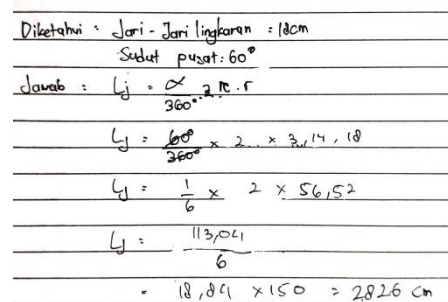 Diketahui : Jari - Jari lingkaran : 18cm
Sudut pusat : 60°
Jawab : Lj = α/360° . 2 π . r
Lj = 60°/360° x 2 x 3,14 . 18
Lj = 1/6 x 2 x 56,52
Lj = 113,04/6
= 18,84 x 150 = 2826 cm